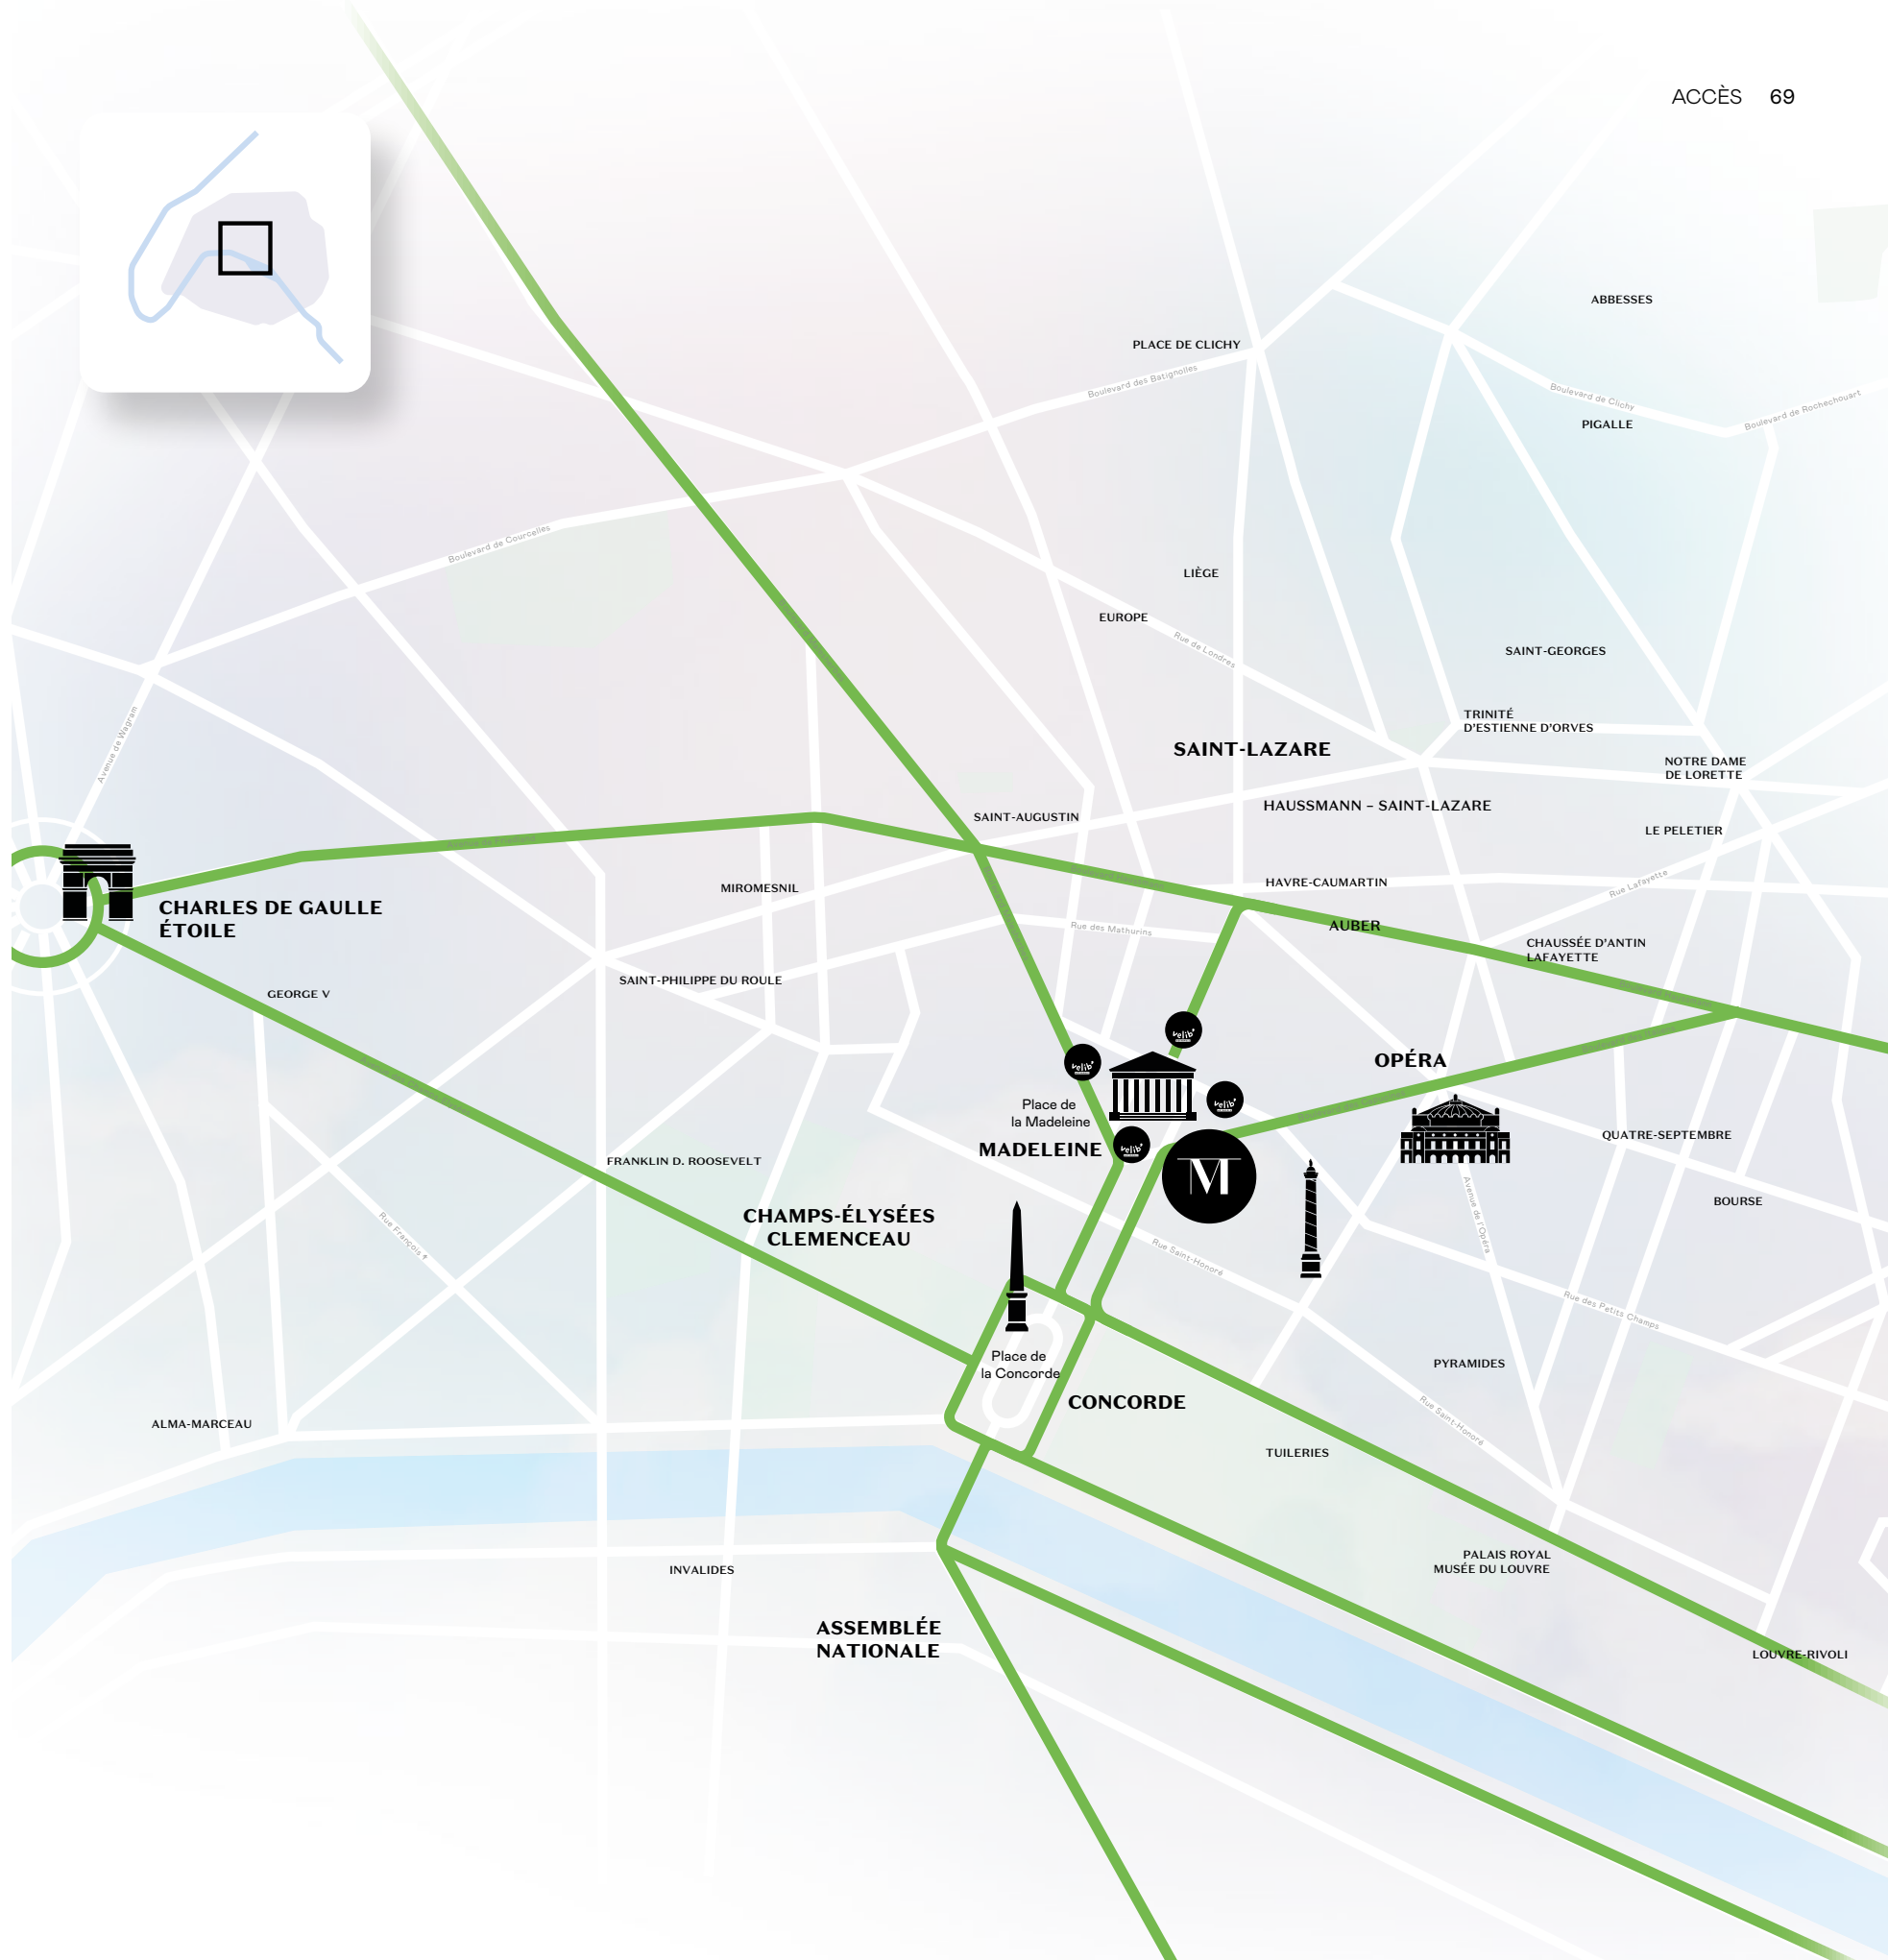 ACCÈS 69
ABBESSES
PLACE DE CLICHY
Boulevard des Batignolles
Boulevard de Clichy
Boulevard de Rochechouart
PIGALLE
Boulevard de Courcelles
LIÈGE
EUROPE
Rue de Londres
SAINT-GEORGES
TRINITÉ
D'ESTIENNE D'ORVES
Avenue de Wagram
SAINT-LAZARE
NOTRE DAME
DE LORETTE
HAUSSMANN – SAINT-LAZARE
SAINT-AUGUSTIN
LE PELETIER
MIROMESNIL
HAVRE-CAUMARTIN
Rue Lafayette
CHARLES DE GAULLE
ÉTOILE
Rue des Mathurins
AUBER
CHAUSSÉE D'ANTIN
LAFAYETTE
SAINT-PHILIPPE DU ROULE
GEORGE V
velib'
velib'
OPÉRA
velib'
Place de
la Madeleine
MADELEINE
velib'
M
QUATRE-SEPTEMBRE
FRANKLIN D. ROOSEVELT
Avenue de l'Opéra
BOURSE
CHAMPS-ÉLYSÉES
CLEMENCEAU
Rue Saint-Honoré
Rue des Petits Champs
Place de
la Concorde
PYRAMIDES
CONCORDE
Rue Saint-Honoré
ALMA-MARCEAU
TUILERIES
INVALIDES
PALAIS ROYAL
MUSÉE DU LOUVRE
ASSEMBLÉE
NATIONALE
LOUVRE-RIVOLI